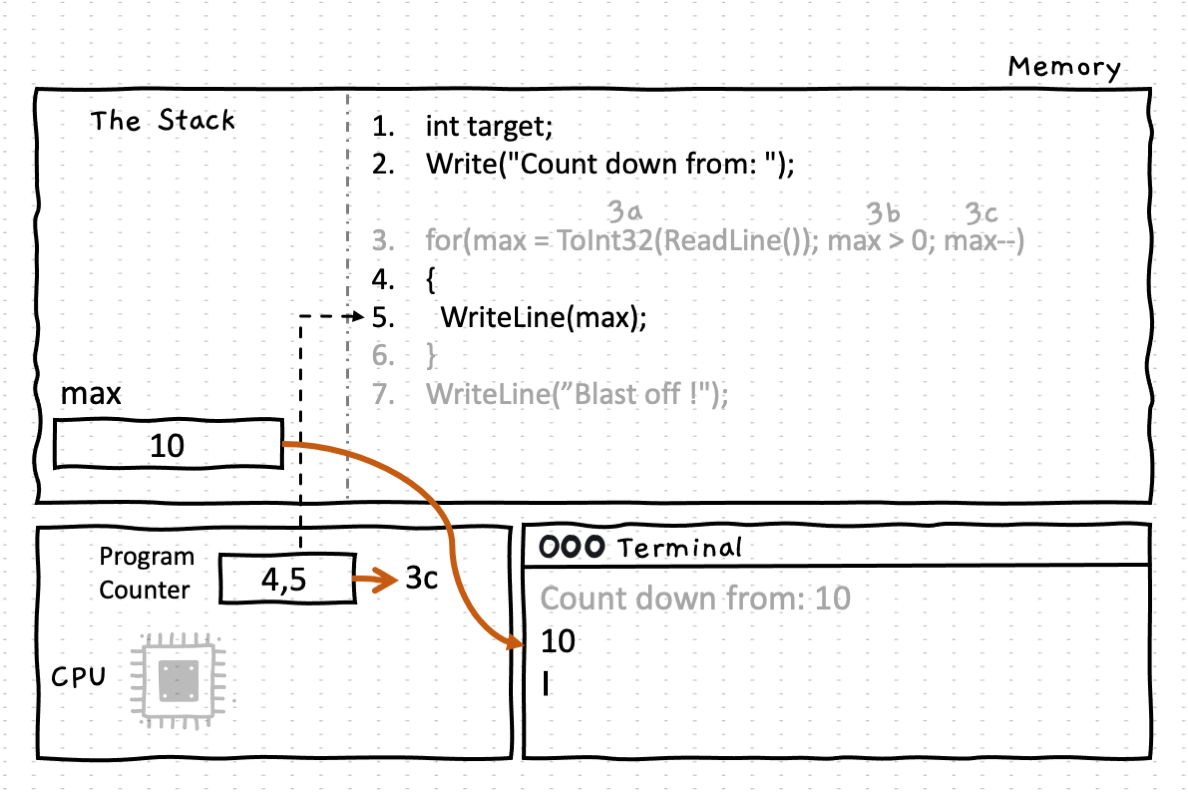 Memory
The Stack
1. int target;
2. Write("Count down from: ");
3a 3b 3c
3. for(max = ToInt32(ReadLine()); max > 0; max--)
4. {
5. WriteLine(max);
6. }
7. WriteLine(”Blast off !");
max
10
Program
Counter
4,5
3c
CPU
Terminal
Count down from: 10
10